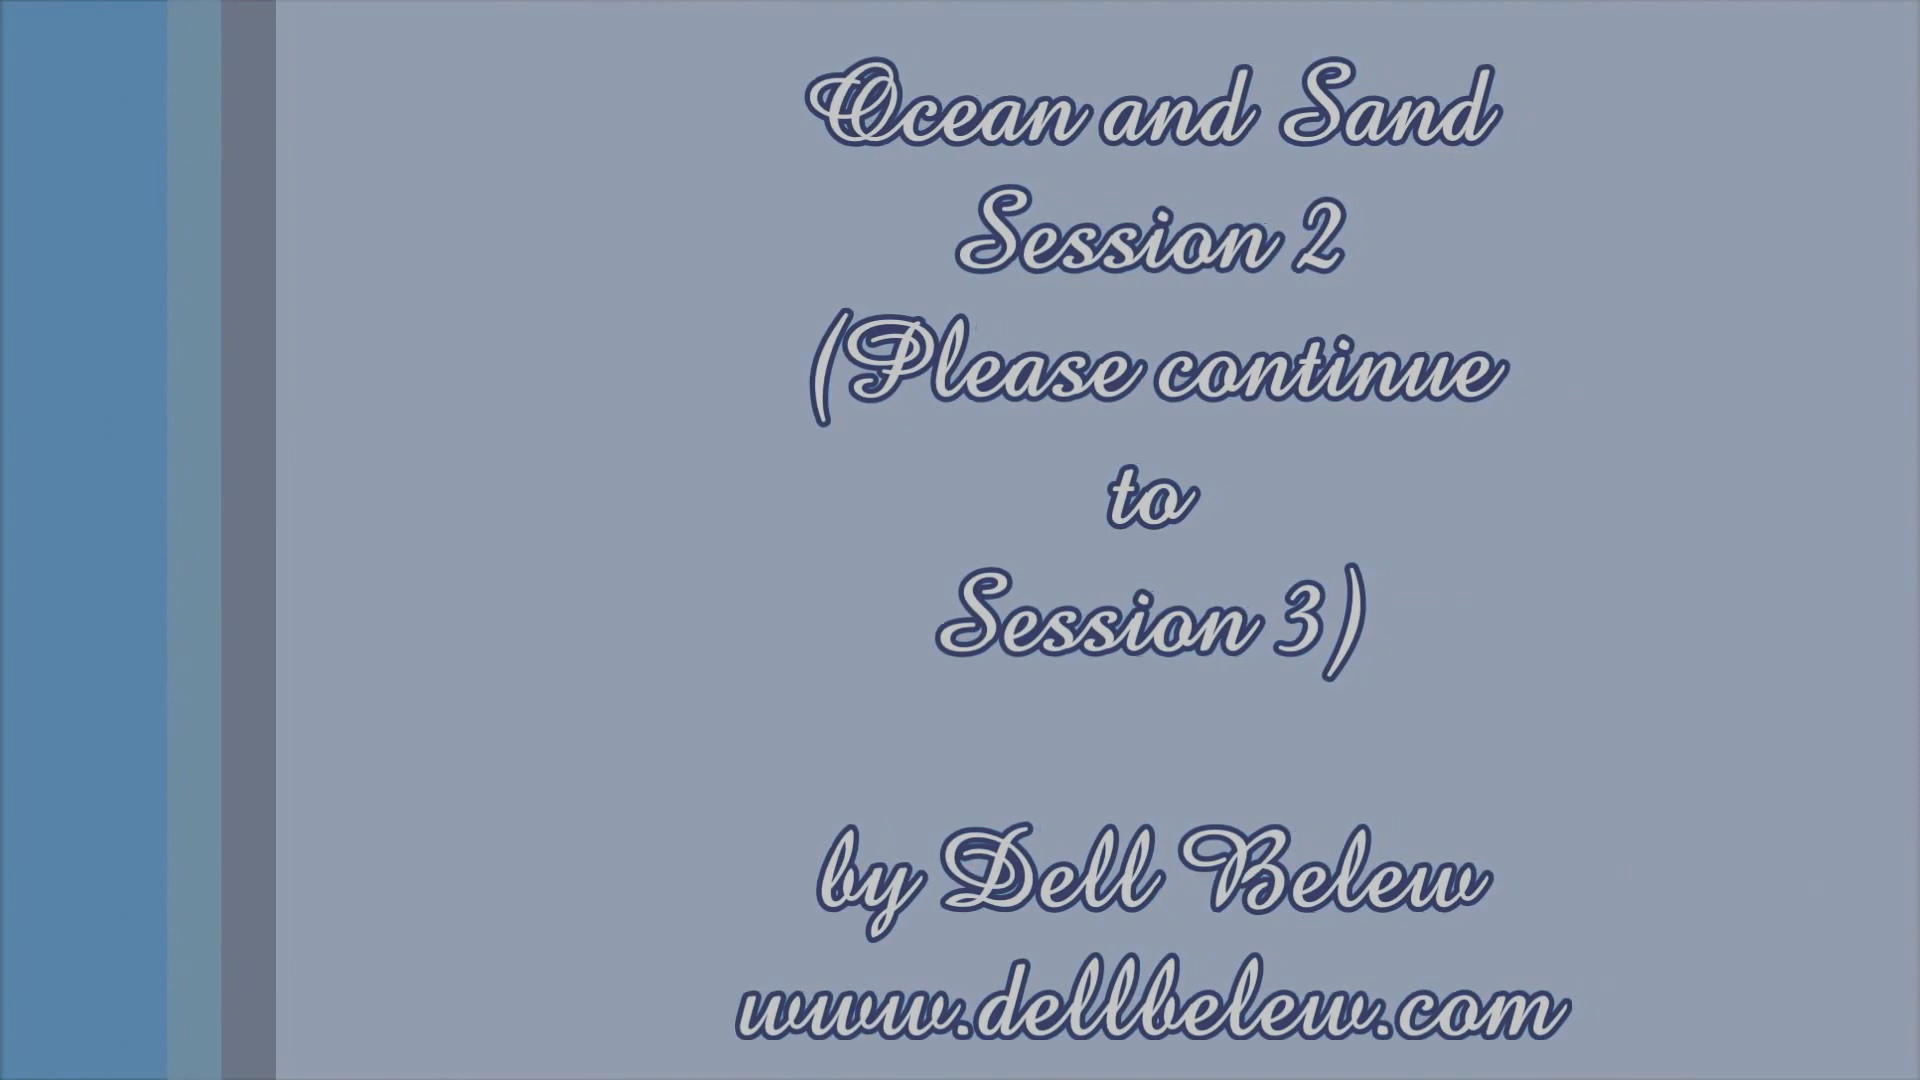 Ocean and Sand
Session 2
(Please continue
to
Session 3)
by Dell Belew
www.dellbelew.com